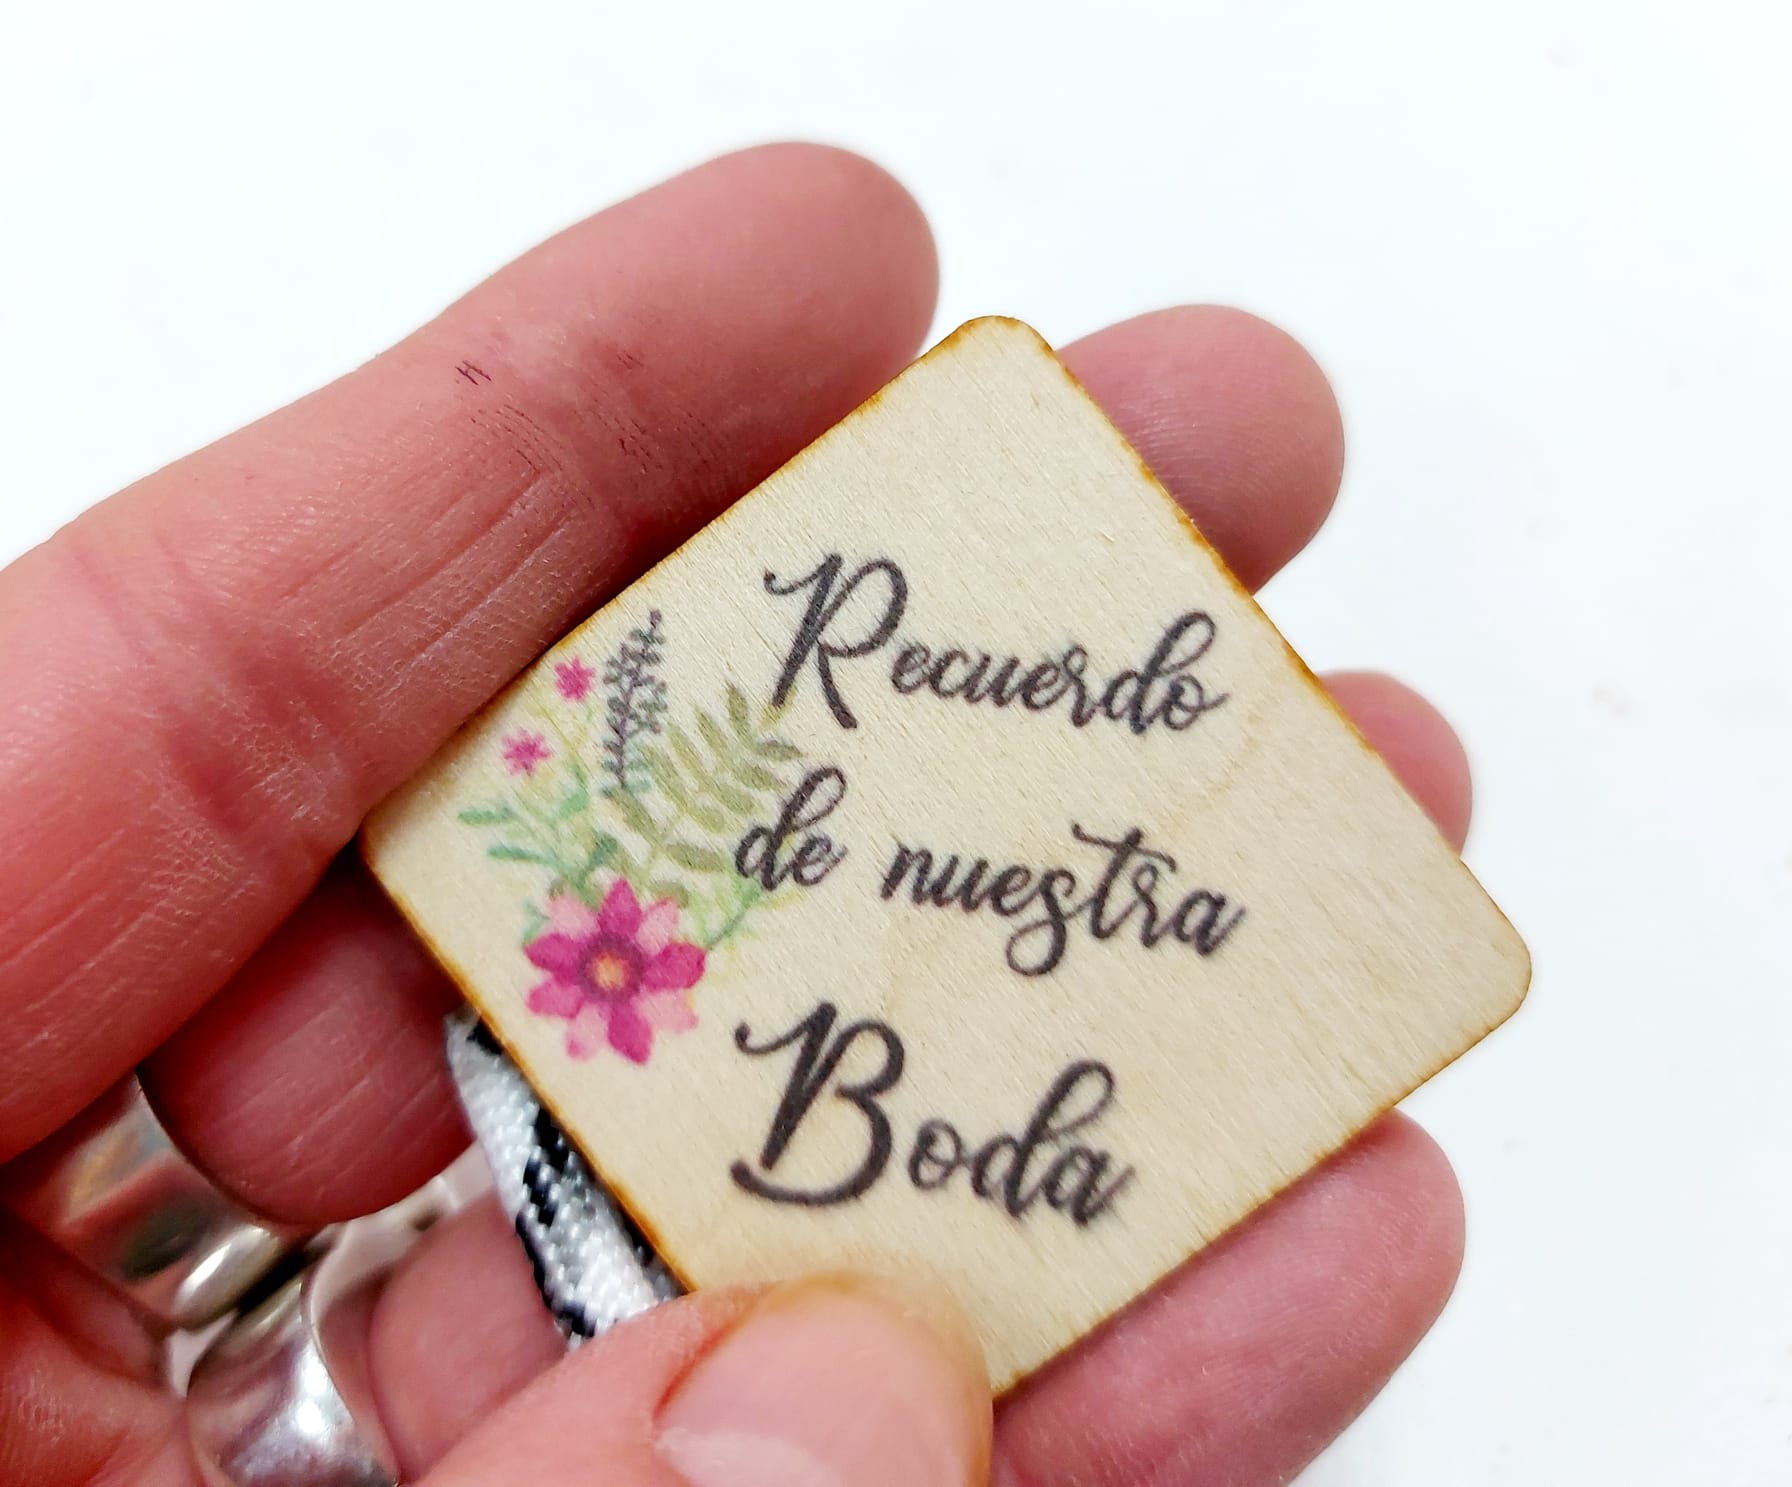 Recuerdo
de nuestra
Boda